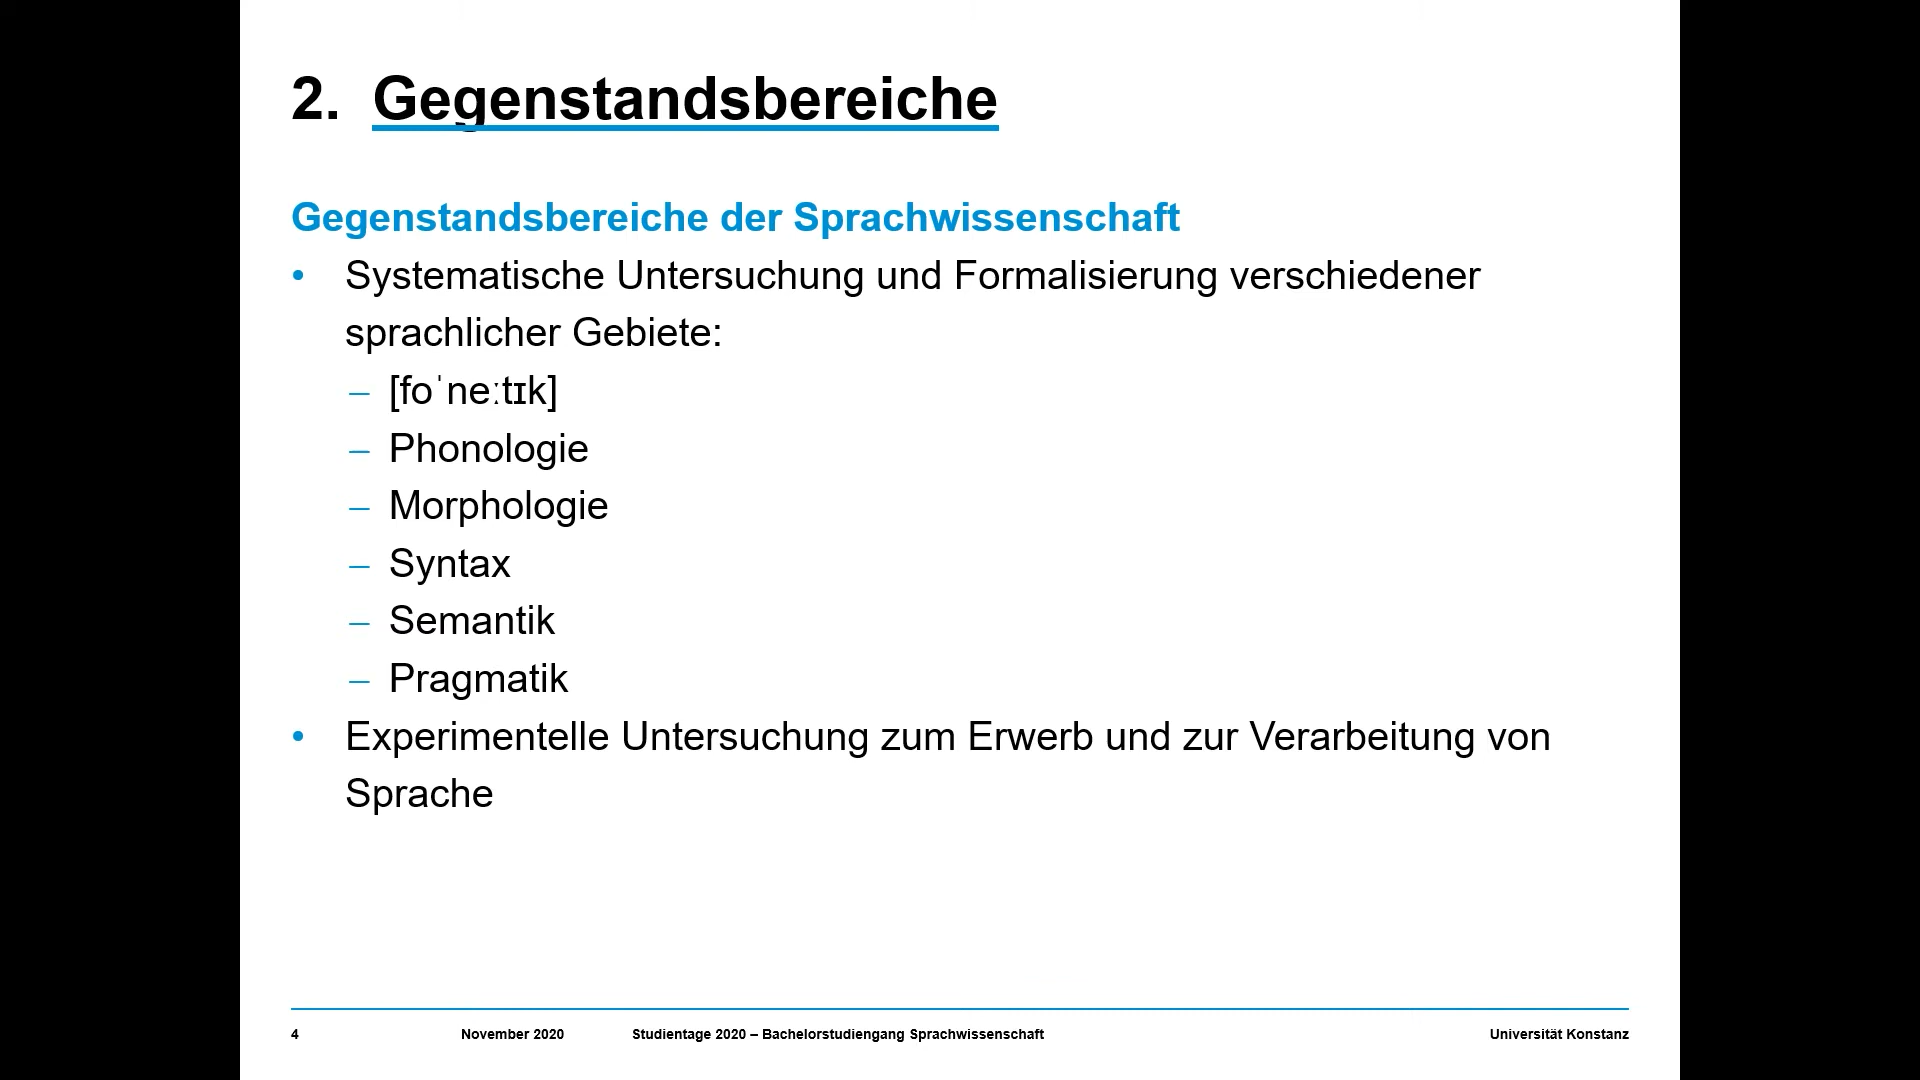 2. Gegenstandsbereiche
Gegenstandsbereiche der Sprachwissenschaft
• Systematische Untersuchung und Formalisierung verschiedener
sprachlicher Gebiete:
– [foˈneːtɪk]
– Phonologie
– Morphologie
– Syntax
– Semantik
– Pragmatik
• Experimentelle Untersuchung zum Erwerb und zur Verarbeitung von
Sprache
4 November 2020 Studientage 2020 – Bachelorstudiengang Sprachwissenschaft Universität Konstanz